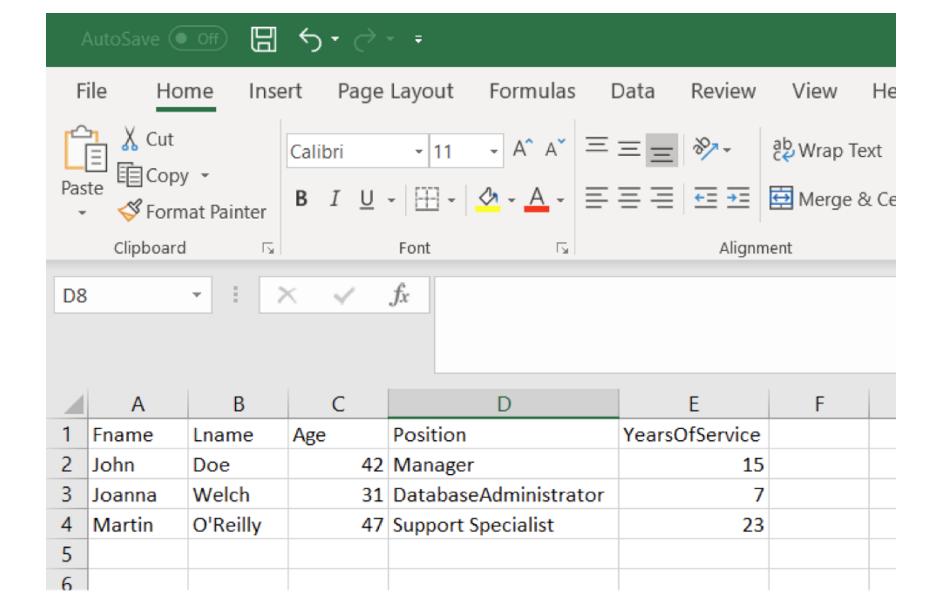 AutoSave Off
File Home Insert Page Layout Formulas Data Review View He
Cut
Calibri 11 A A ab Wrap Text
Copy
Paste
B I U A Merge & Ce
Format Painter
Clipboard Font Alignment
D8 fx
A B C D E F
1 Fname Lname Age Position YearsOfService
2 John Doe 42 Manager 15
3 Joanna Welch 31 DatabaseAdministrator 7
4 Martin O'Reilly 47 Support Specialist 23
5
6